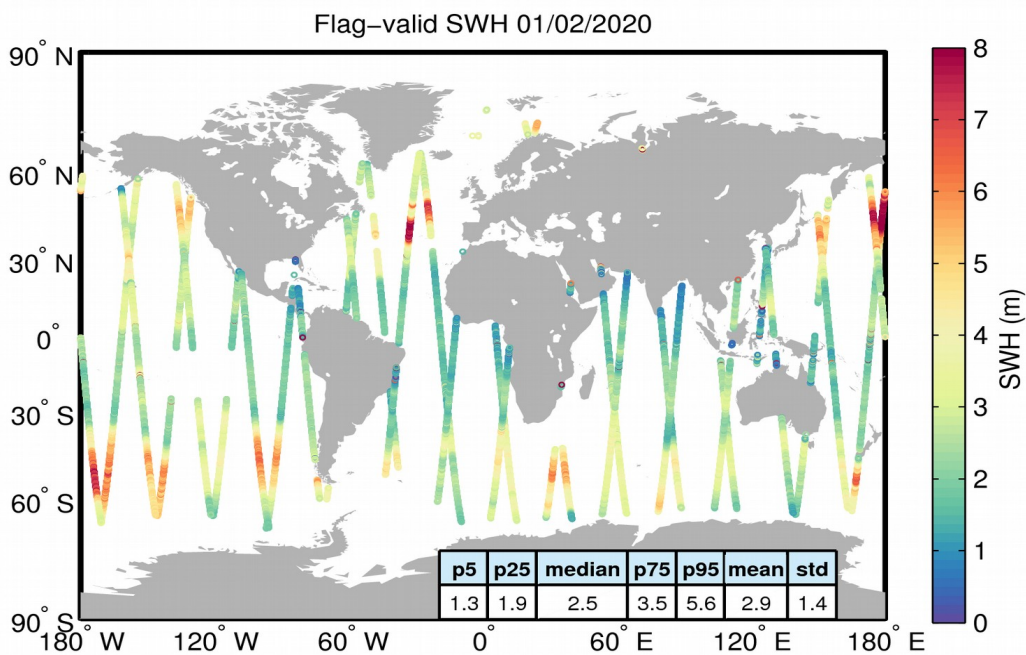 Flag−valid SWH 01/02/2020
90° N
60° N
30° N
0°
30° S
60° S
90° S
180° W
120° W
60° W
0°
60° E
120° E
180° E
p5 p25 median p75 p95 mean std
1.3 1.9 2.5 3.5 5.6 2.9 1.4
8
7
6
5
4
3
2
1
0
SWH (m)